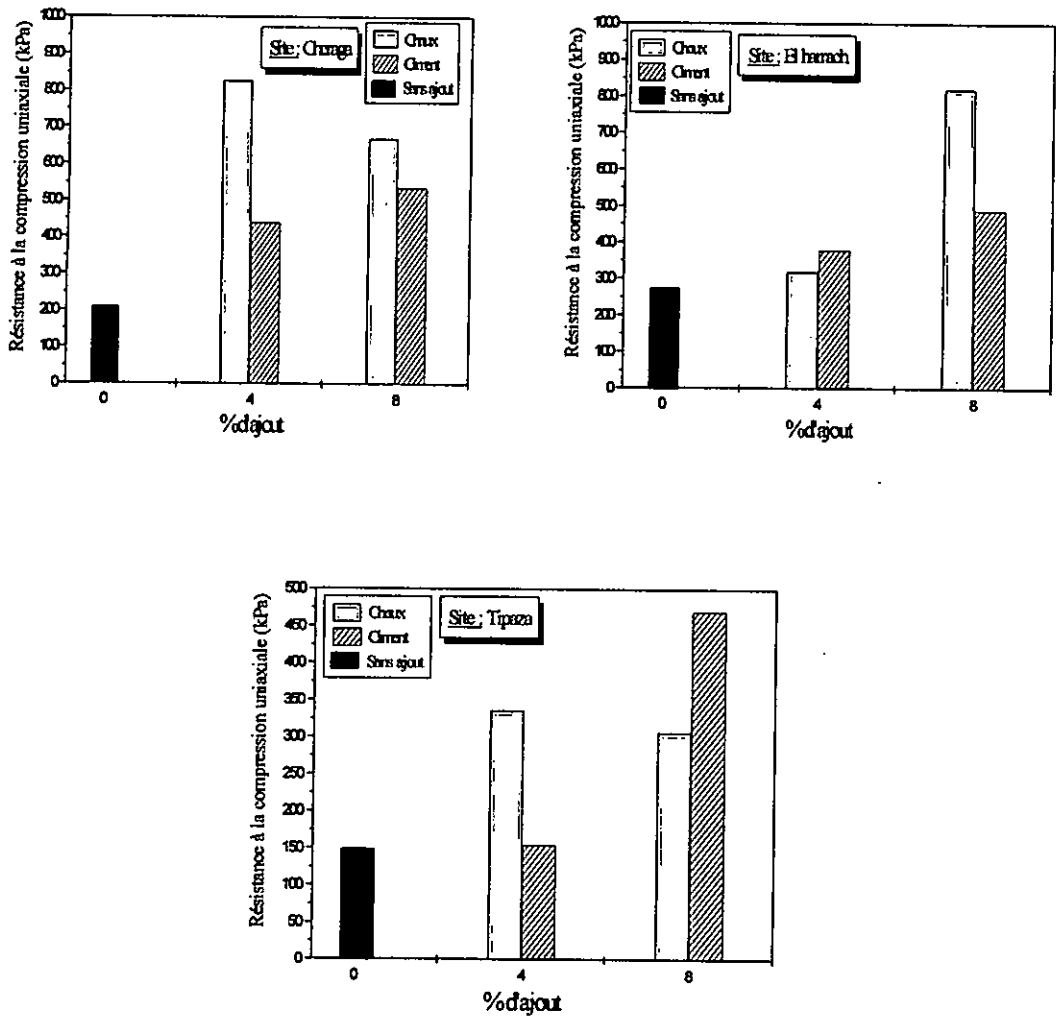 Résistance à la compression uniaxiale (kPa)
1000
900
800
700
600
500
400
300
200
100
0
Site ; Cheraga
Chaux
Ciment
Sans ajout
0
4
8
% d'ajout
Résistance à la compression uniaxiale (kPa)
1000
900
800
700
600
500
400
300
200
100
0
Chaux
Ciment
Sans ajout
Site ; El harrach
0
4
8
% d'ajout
Résistance à la compression uniaxiale (kPa)
500
450
400
350
300
250
200
150
100
50
0
Chaux
Ciment
Sans ajout
Site ; Tipaza
0
4
8
% d'ajout